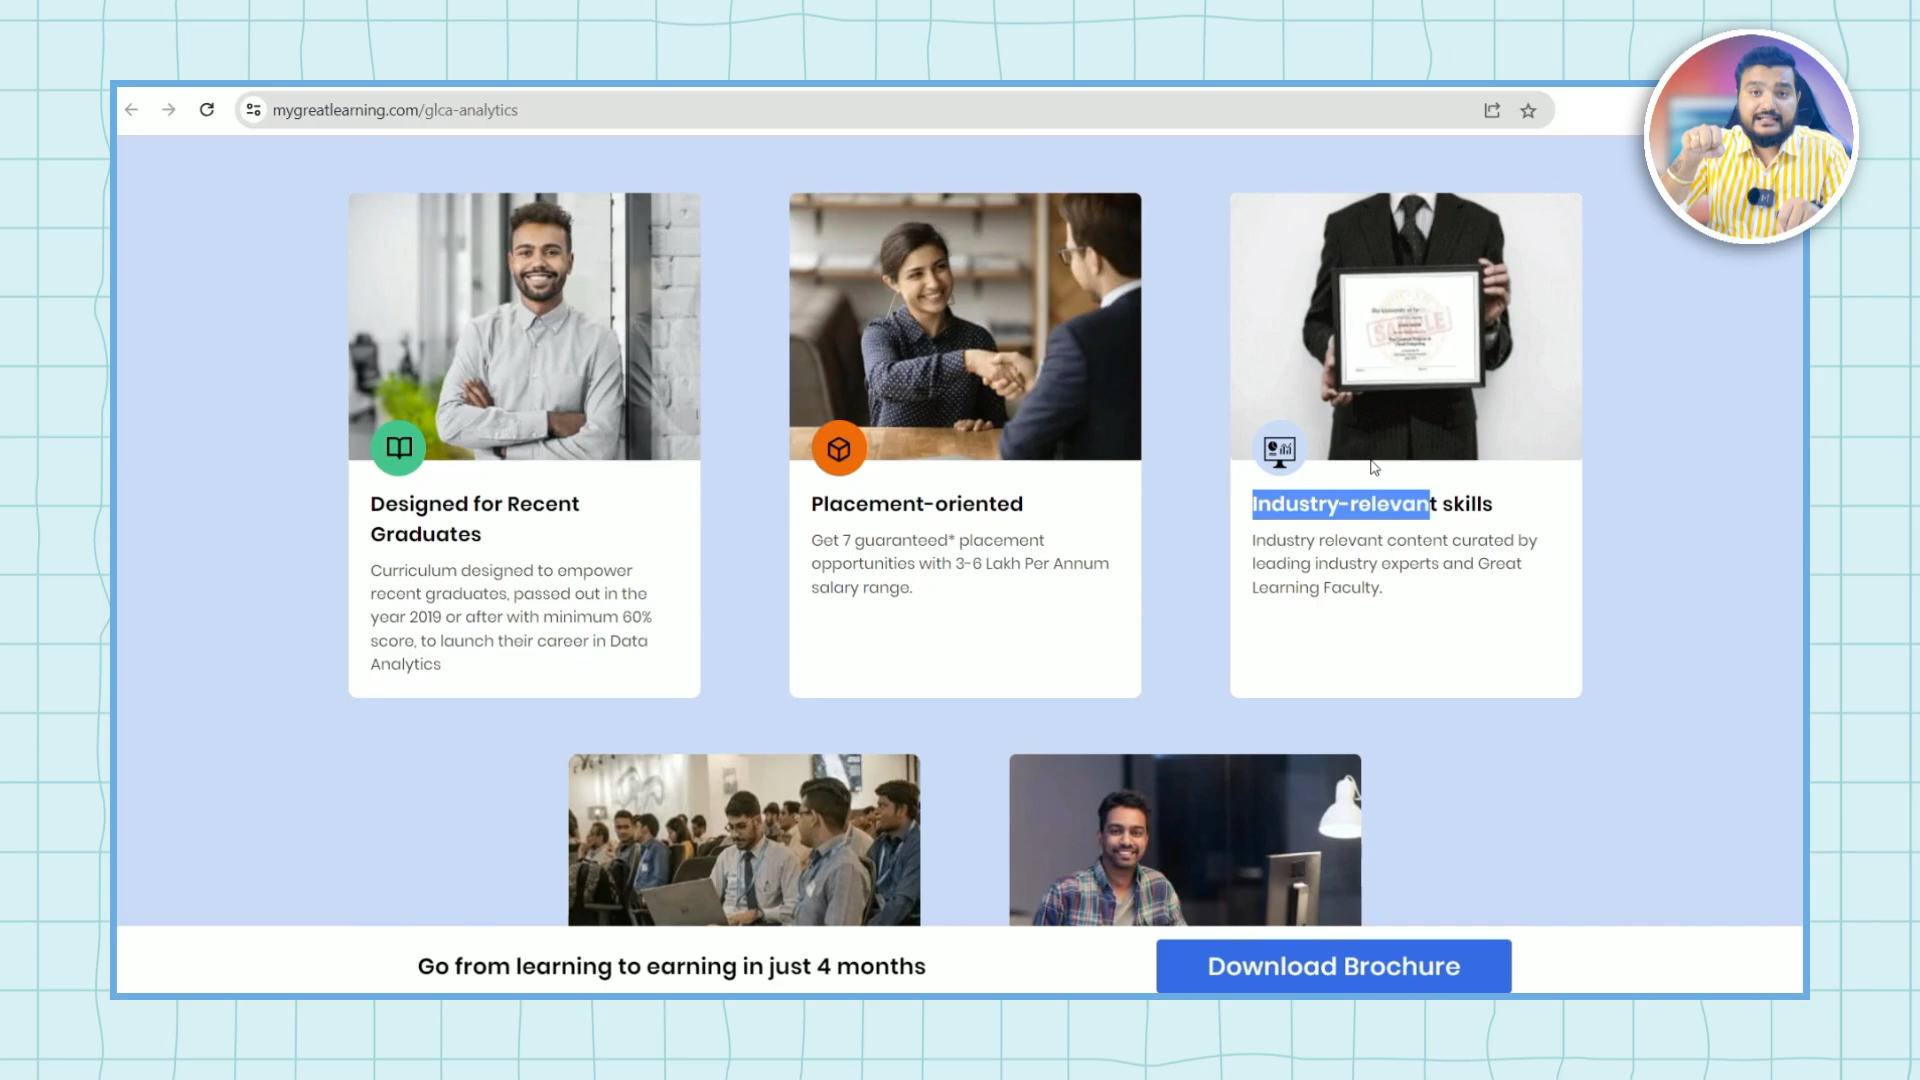 mygreatlearning.com/glca-analytics
SAMPLE
Designed for Recent
Graduates
Curriculum designed to empower
recent graduates, passed out in the
year 2019 or after with minimum 60%
score, to launch their career in Data
Analytics
Placement-oriented
Get 7 guaranteed* placement
opportunities with 3-6 Lakh Per Annum
salary range.
Industry-relevant skills
Industry relevant content curated by
leading industry experts and Great
Learning Faculty.
Go from learning to earning in just 4 months
Download Brochure